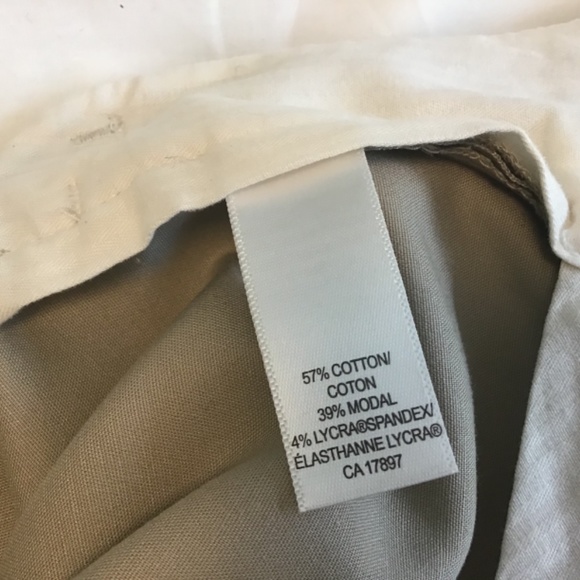 57% COTTON/
COTON
39% MODAL
4% LYCRA®SPANDEX/
ÉLASTHANNE LYCRA®
CA 17897